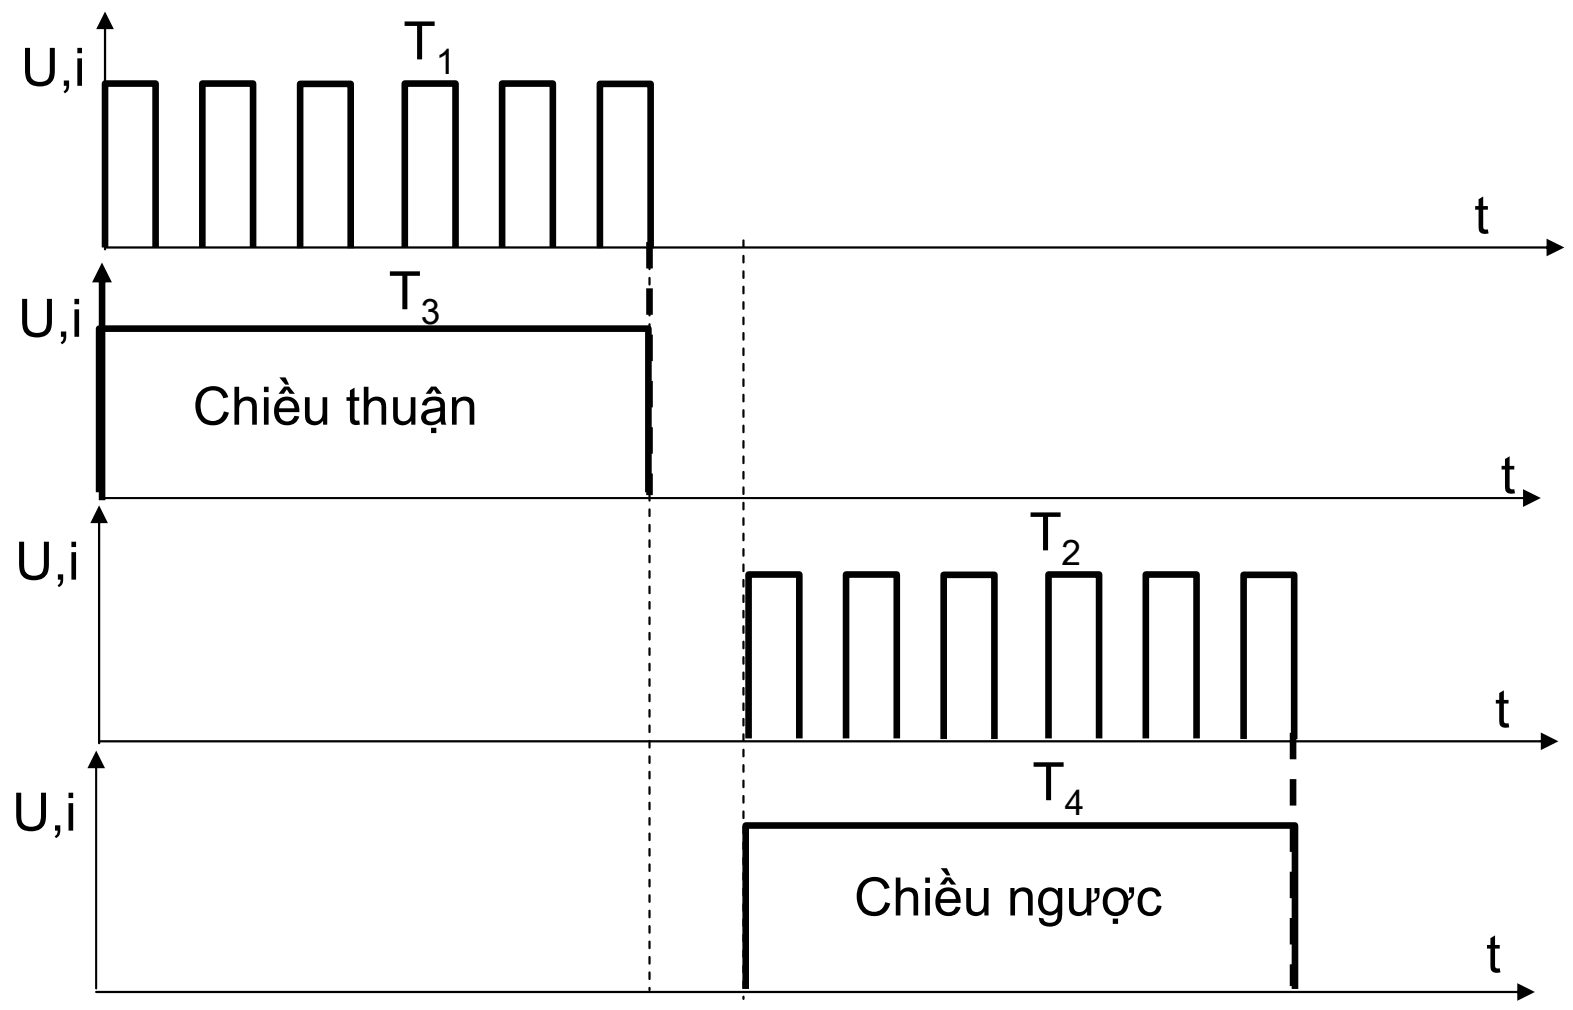 T1
U,i
t
T3
U,i
Chiều thuận
t
T2
U,i
t
T4
U,i
Chiều ngược
t